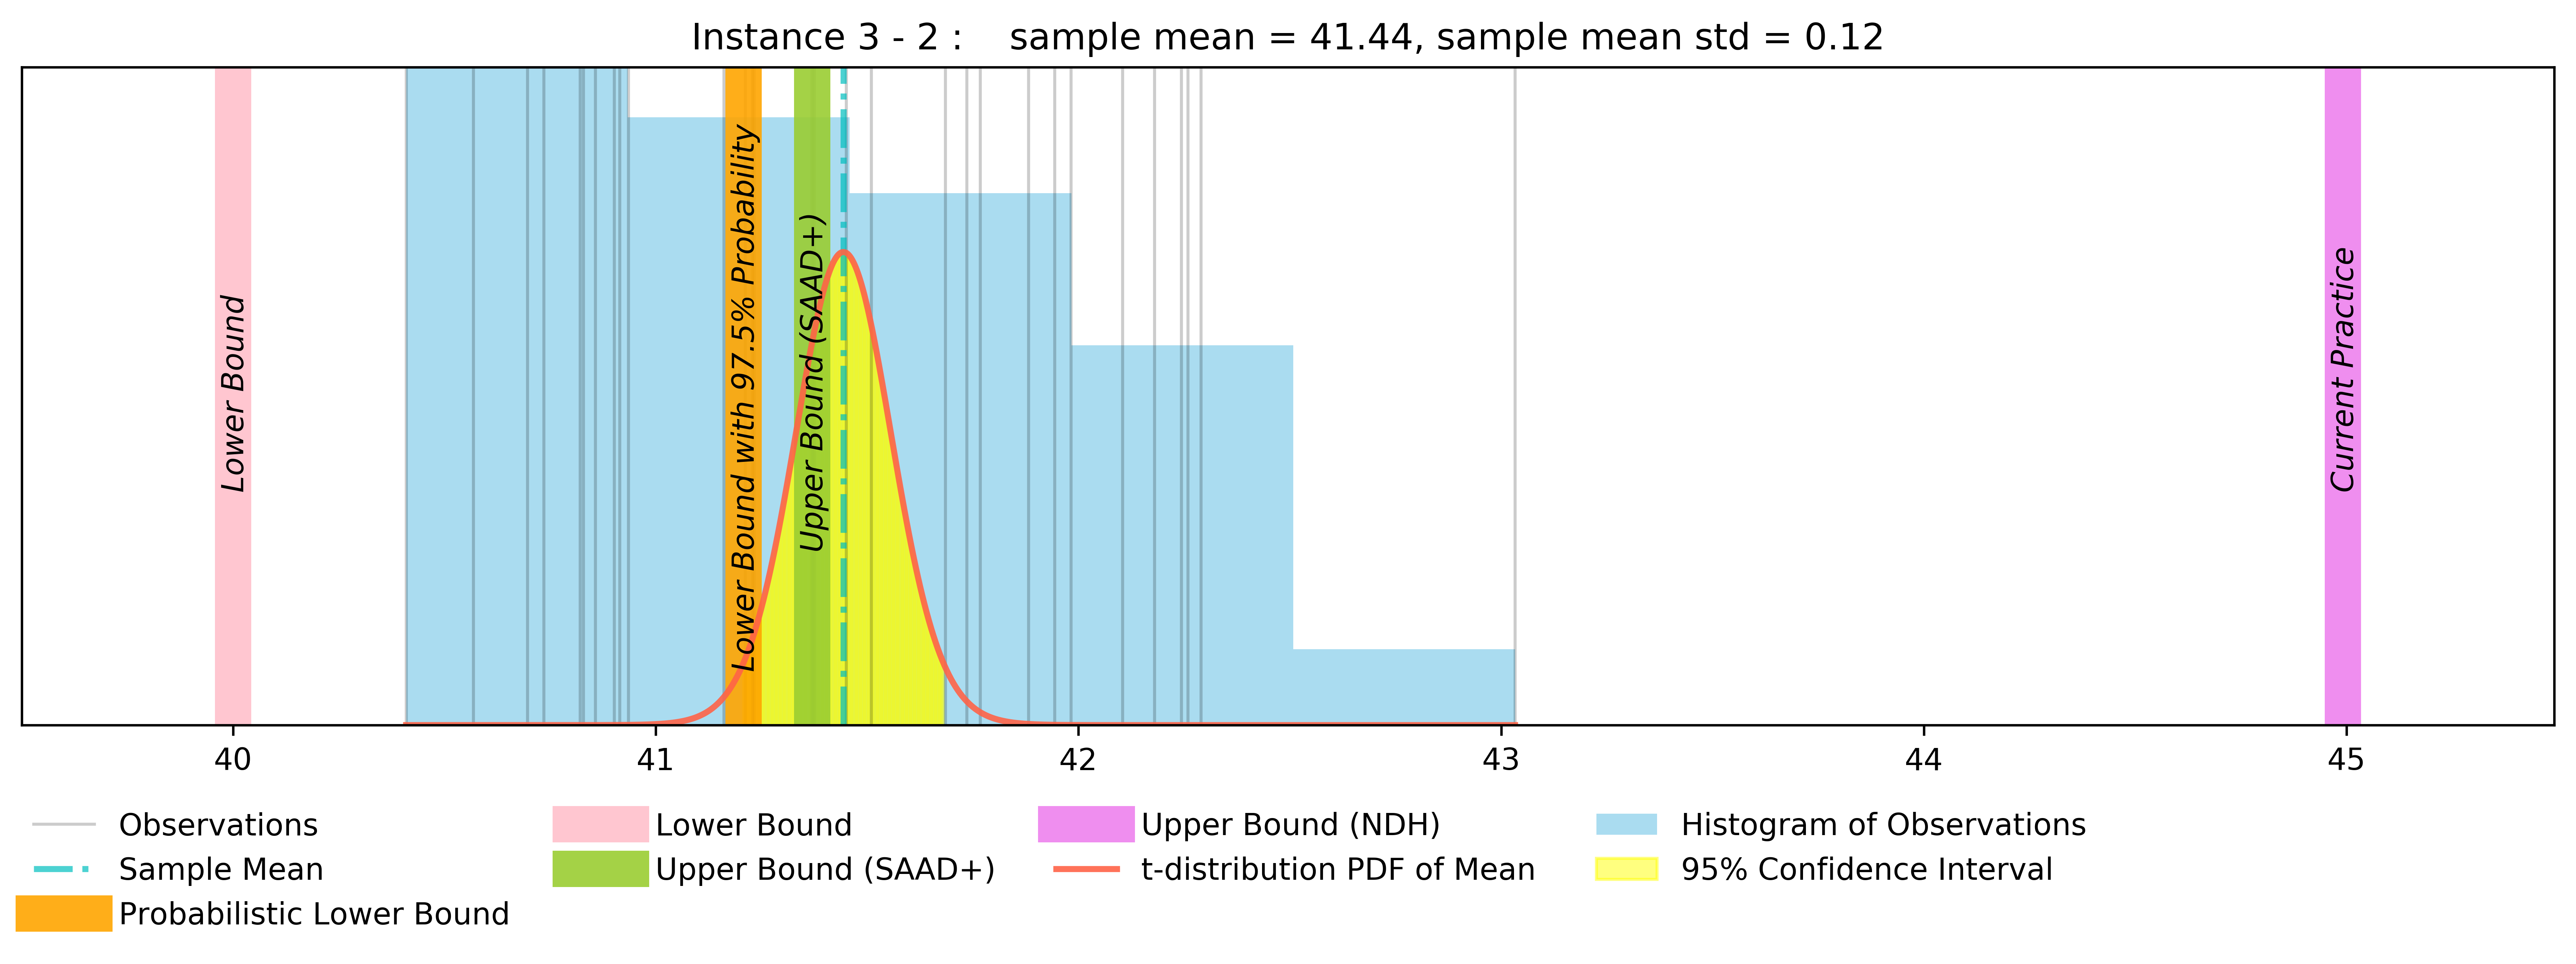 Instance 3 - 2 :    sample mean = 41.44, sample mean std = 0.12
Lower Bound
Lower Bound with 97.5% Probability
Upper Bound (SAAD+)
Current Practice
40 41 42 43 44 45
Observations
Sample Mean
Probabilistic Lower Bound
Lower Bound
Upper Bound (SAAD+)
Upper Bound (NDH)
t-distribution PDF of Mean
Histogram of Observations
95% Confidence Interval